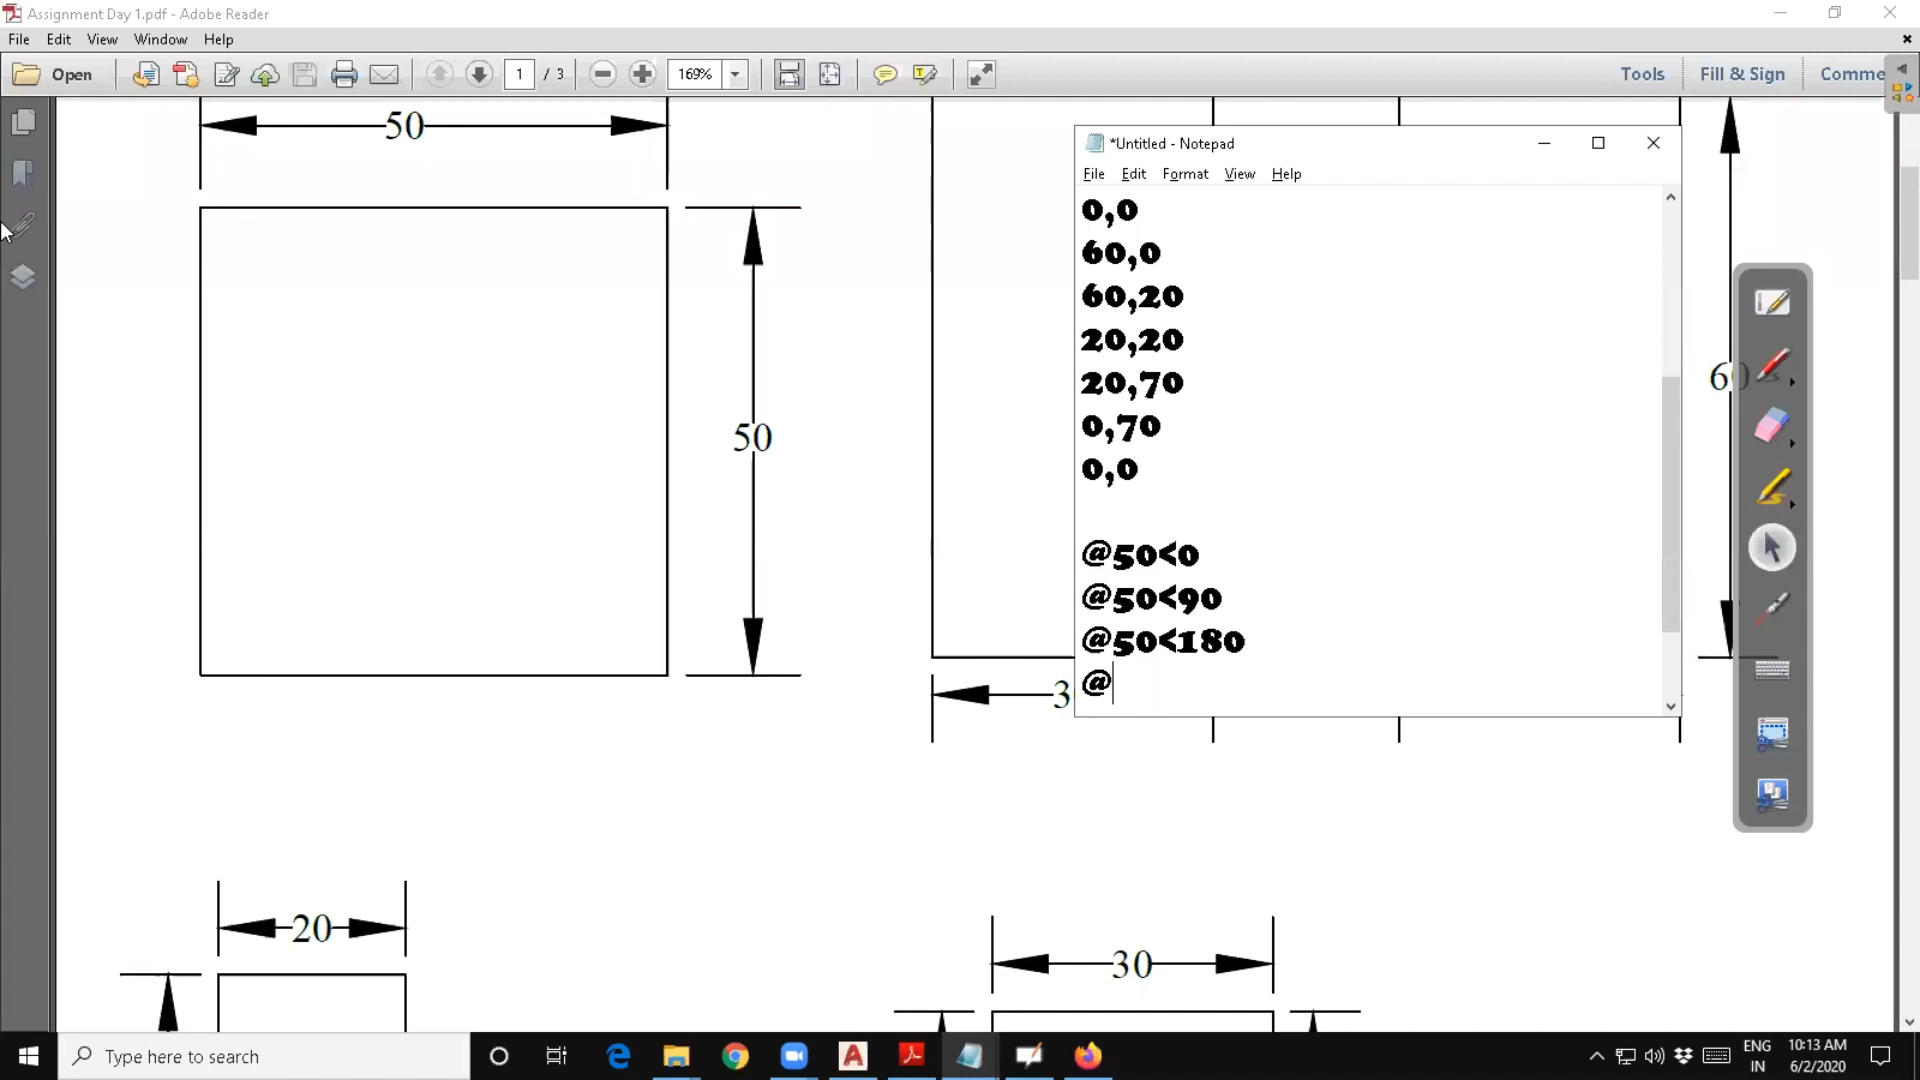 Assignment Day 1.pdf - Adobe Reader
File Edit View Window Help
Open 1 / 3 169% Tools Fill & Sign Comme
50
50
*Untitled - Notepad
File Edit Format View Help
0,0
60,0
60,20
20,20
20,70
0,70
0,0
@50<0
@50<90
@50<180
@
60
3
20
30
Type here to search
ENG
IN
10:13 AM
6/2/2020